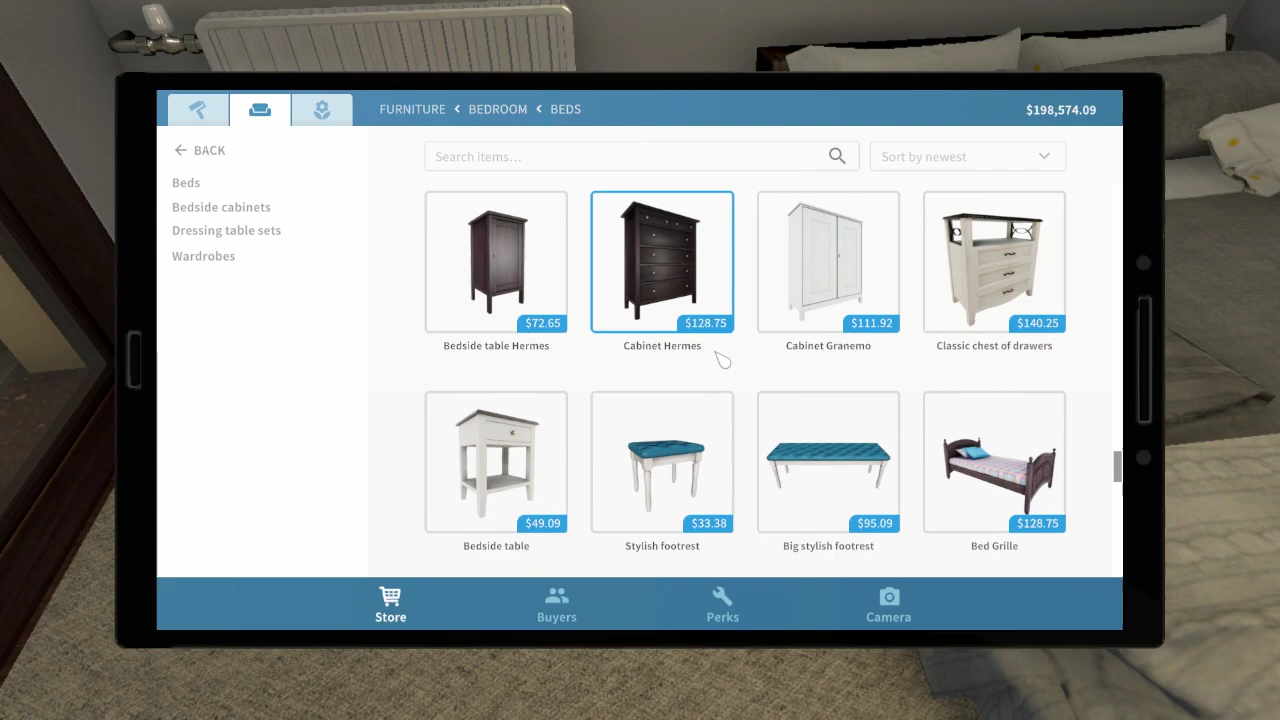 FURNITURE < BEDROOM < BEDS
$198,574.09
BACK
Beds
Bedside cabinets
Dressing table sets
Wardrobes
Search items...
Sort by newest
$72.65
$128.75
$111.92
$140.25
Bedside table Hermes
Cabinet Hermes
Cabinet Granemo
Classic chest of drawers
$49.09
$33.38
$95.09
$128.75
Bedside table
Stylish footrest
Big stylish footrest
Bed Grille
Store
Buyers
Perks
Camera